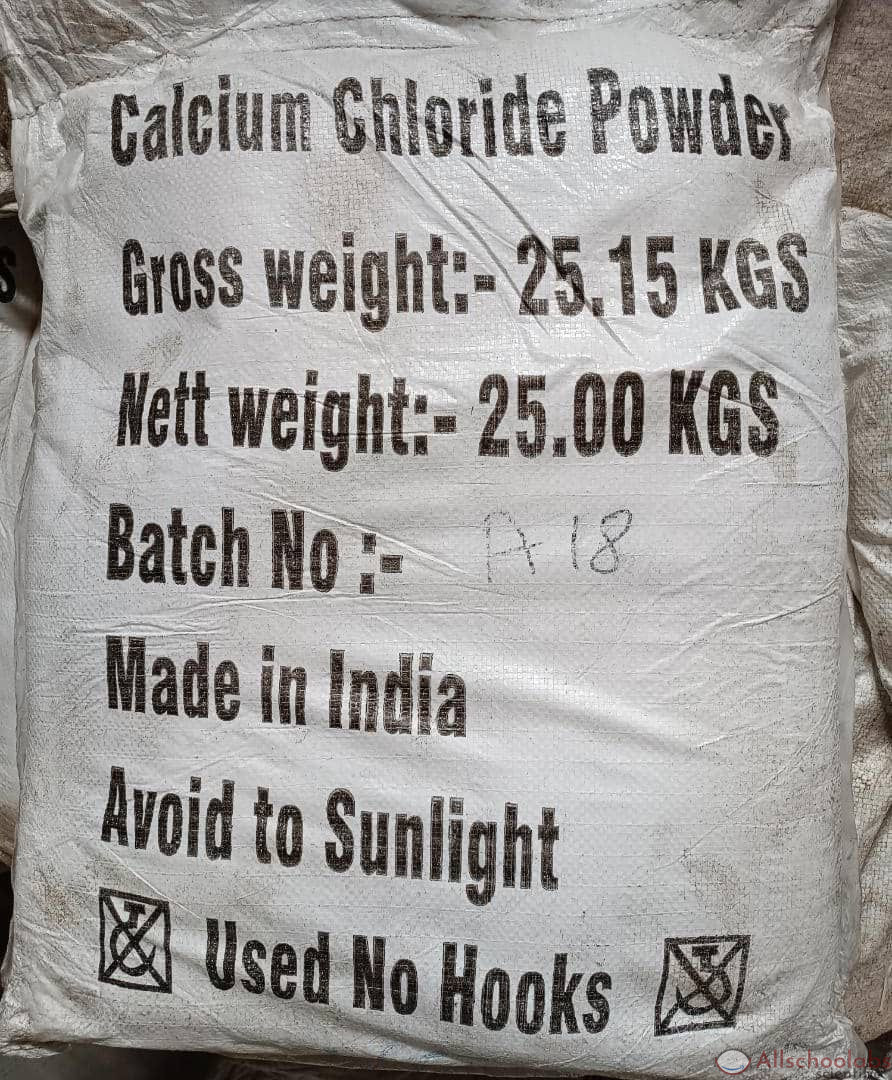 Calcium Chloride Powder
Gross weight:- 25.15 KGS
Nett weight:- 25.00 KGS
Batch No :- A18
Made in India
Avoid to Sunlight
Used No Hooks